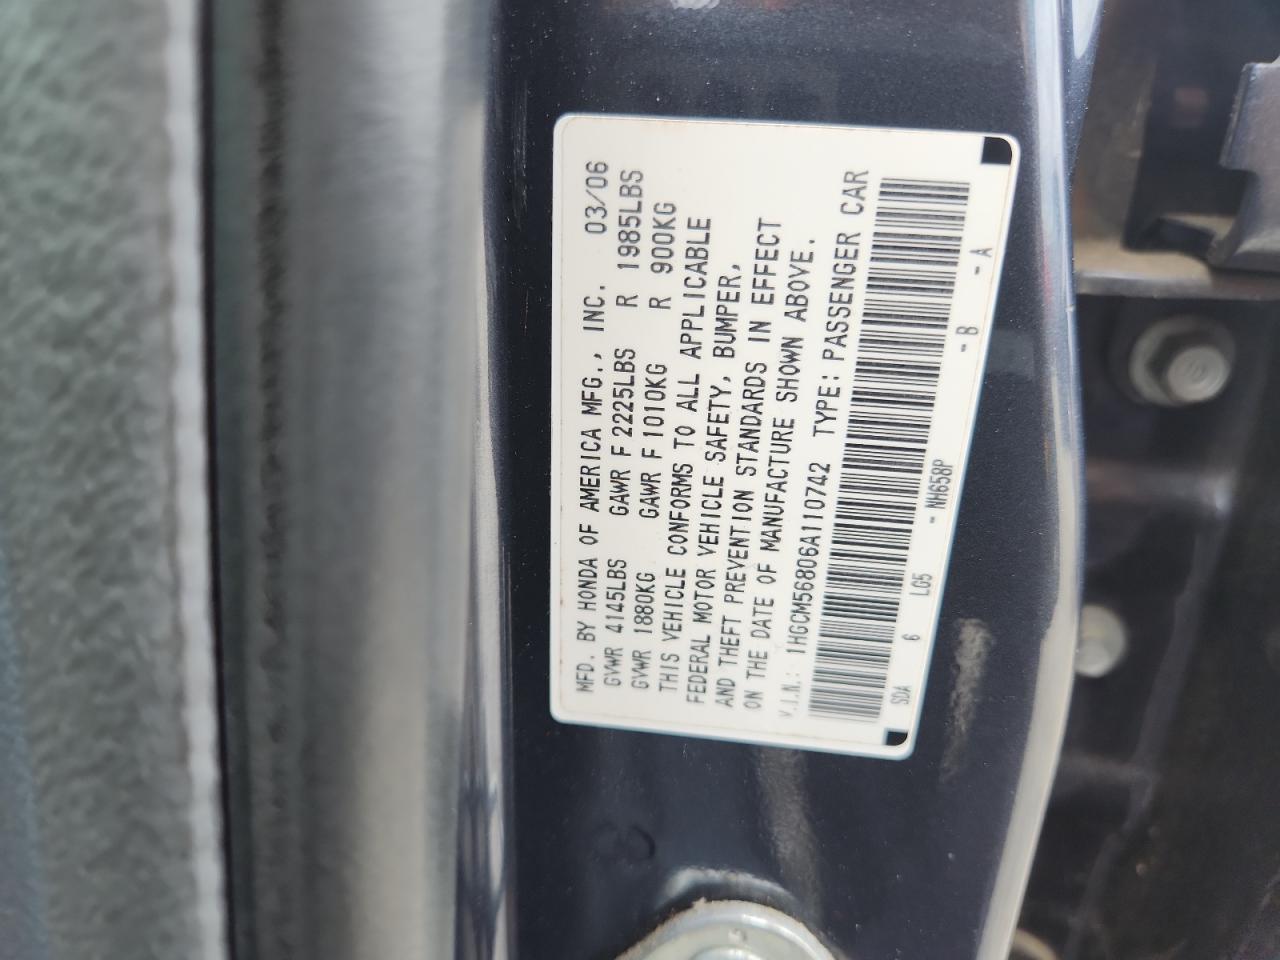 MFD. BY HONDA OF AMERICA MFG., INC. 03/06
GVWR 4145LBS GAWR F 2225LBS R 1985LBS
GVWR 1880KG GAWR F 1010KG R 900KG
THIS VEHICLE CONFORMS TO ALL APPLICABLE
FEDERAL MOTOR VEHICLE SAFETY, BUMPER,
AND THEFT PREVENTION STANDARDS IN EFFECT
ON THE DATE OF MANUFACTURE SHOWN ABOVE.
V.I.N.: 1HGCM56806A110742 TYPE: PASSENGER CAR
SDA 6 LG5 - NH658P - B - A